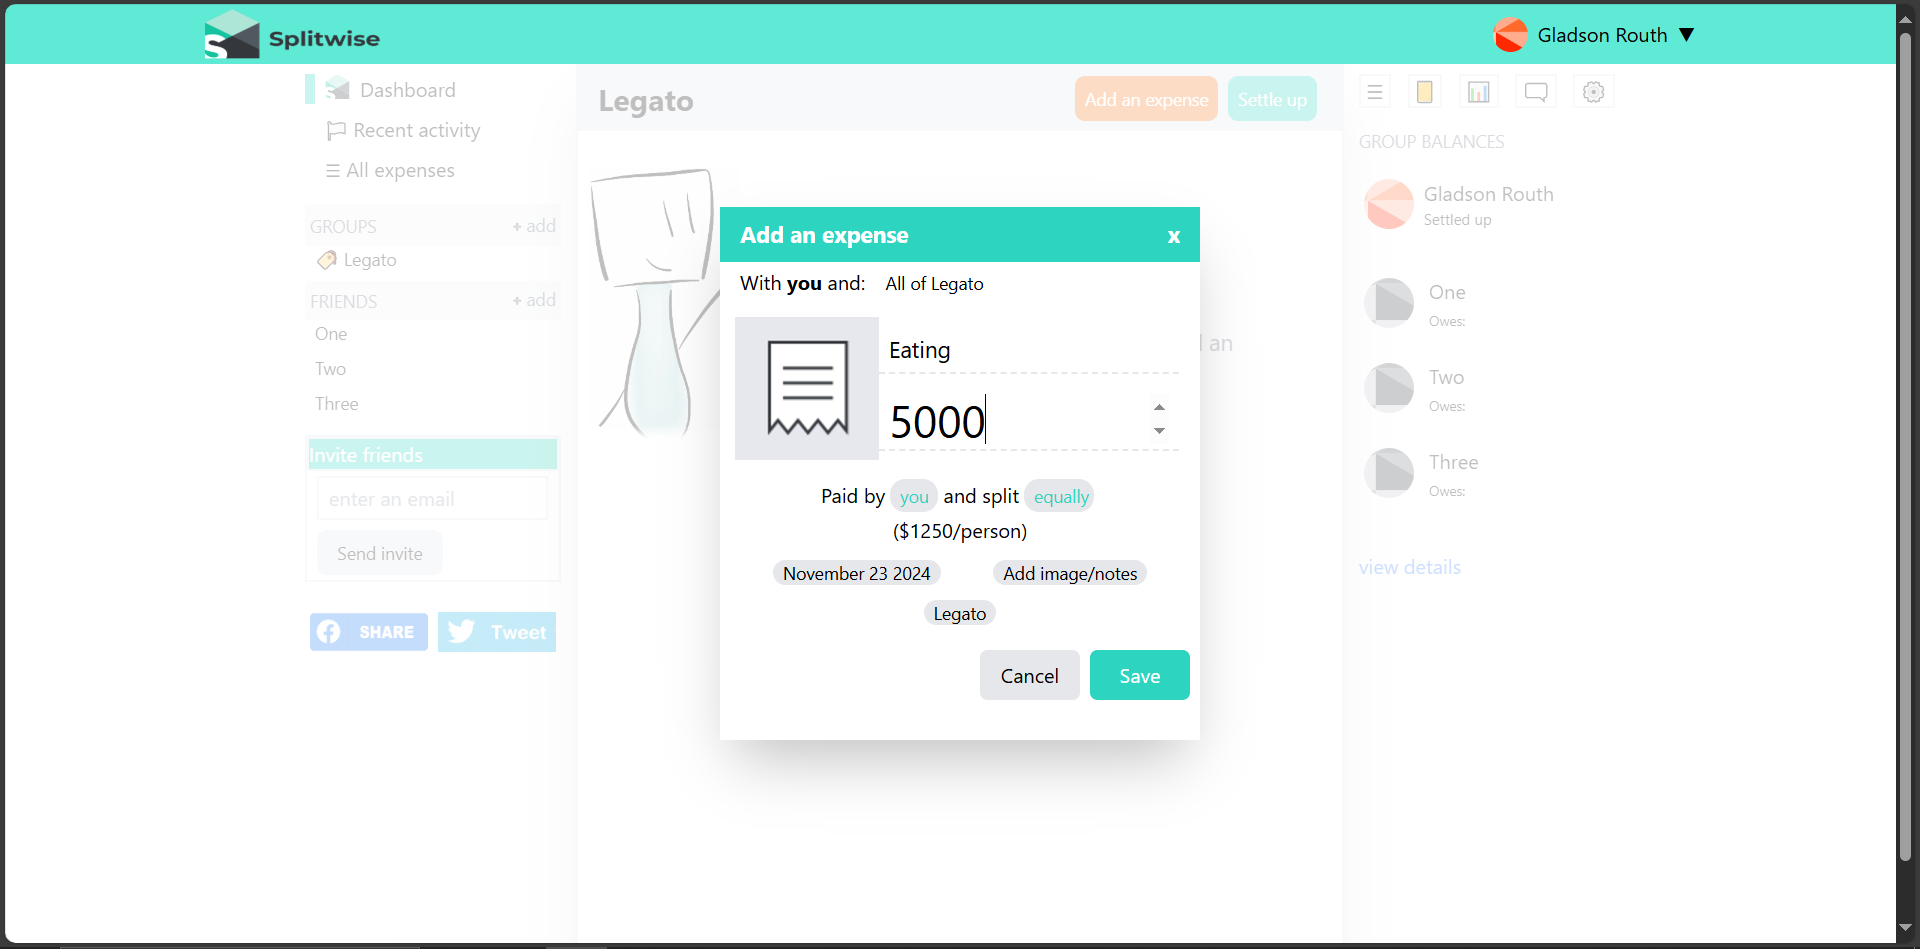 Splitwise
Gladson Routh ▼
Dashboard
Recent activity
All expenses
GROUPS + add
Legato
FRIENDS + add
One
Two
Three
Invite friends
enter an email
Send invite
SHARE
Tweet
Legato
Add an expense
Settle up
an
Add an expense x
With you and: All of Legato
Eating
5000
Paid by you and split equally
($1250/person)
November 23 2024
Add image/notes
Legato
Cancel
Save
GROUP BALANCES
Gladson Routh
Settled up
One
Owes:
Two
Owes:
Three
Owes:
view details